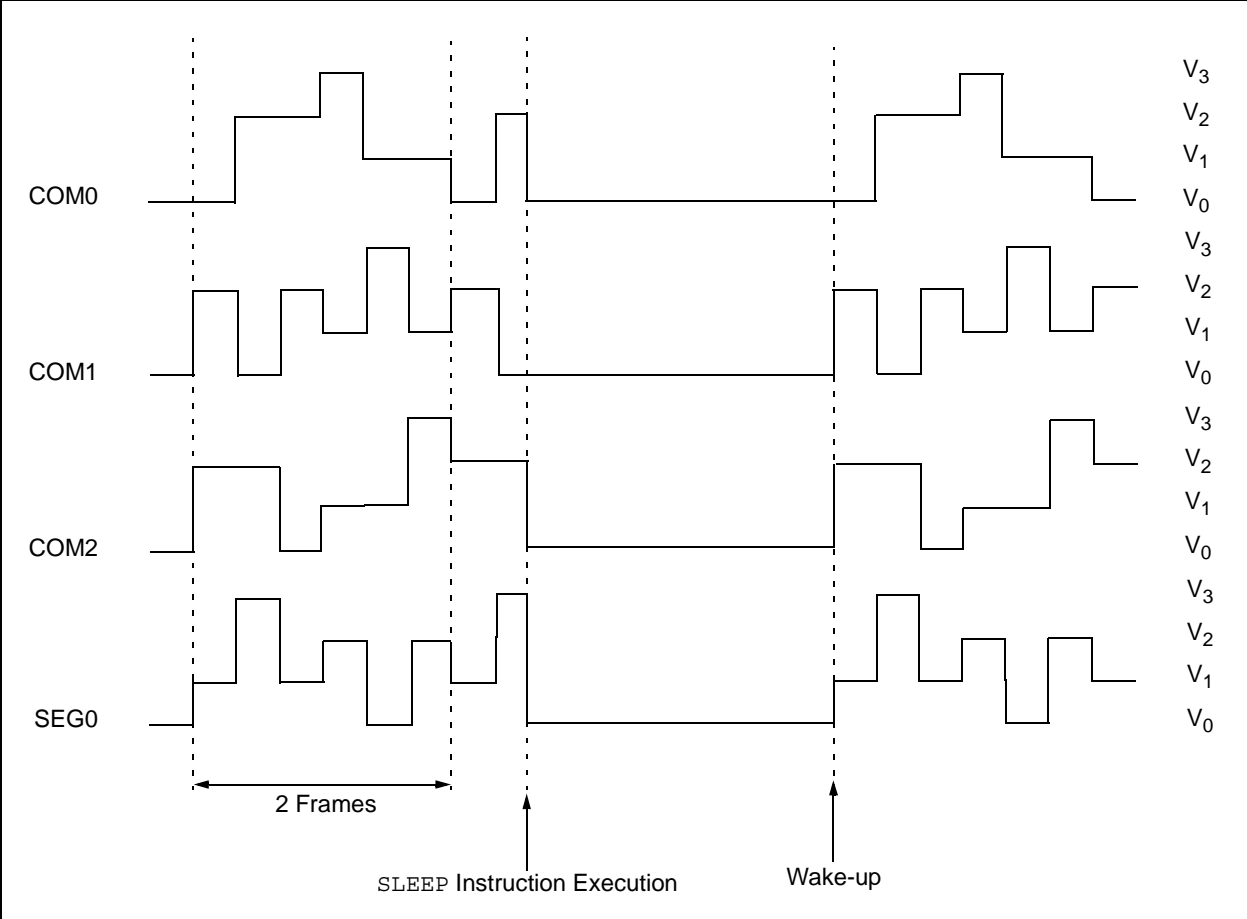 V3
V2
V1
COM0
V0
V3
V2
V1
COM1
V0
V3
V2
V1
COM2
V0
V3
V2
V1
SEG0
V0
2 Frames
SLEEP Instruction Execution
Wake-up